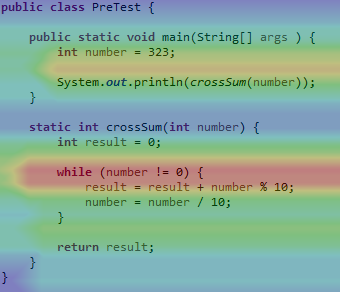 public class PreTest {
public static void main(String[] args ) {
int number = 323;
System.out.println(crossSum(number));
}
static int crossSum(int number) {
int result = 0;
while (number != 0) {
result = result + number % 10;
number = number / 10;
}
return result;
}
}